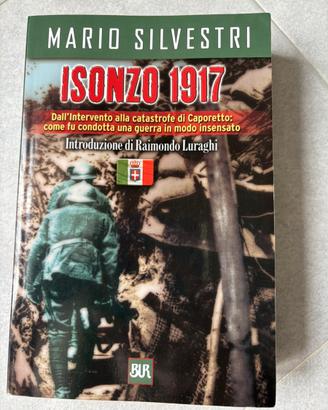 MARIO SILVESTRI
ISONZO 1917
Dall'Intervento alla catastrofe di Caporetto:
come fu condotta una guerra in modo insensato
Introduzione di Raimondo Luraghi
BUR